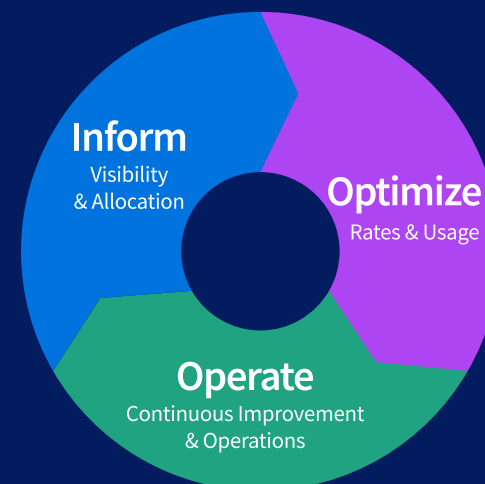 Inform
Visibility
& Allocation
Optimize
Rates & Usage
Operate
Continuous Improvement
& Operations